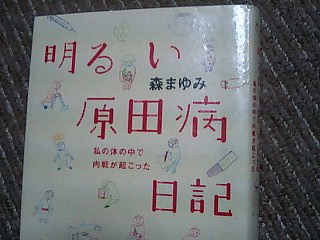 明るい
森まゆみ
原田病
私の体の中で
内戦が起こった
日記